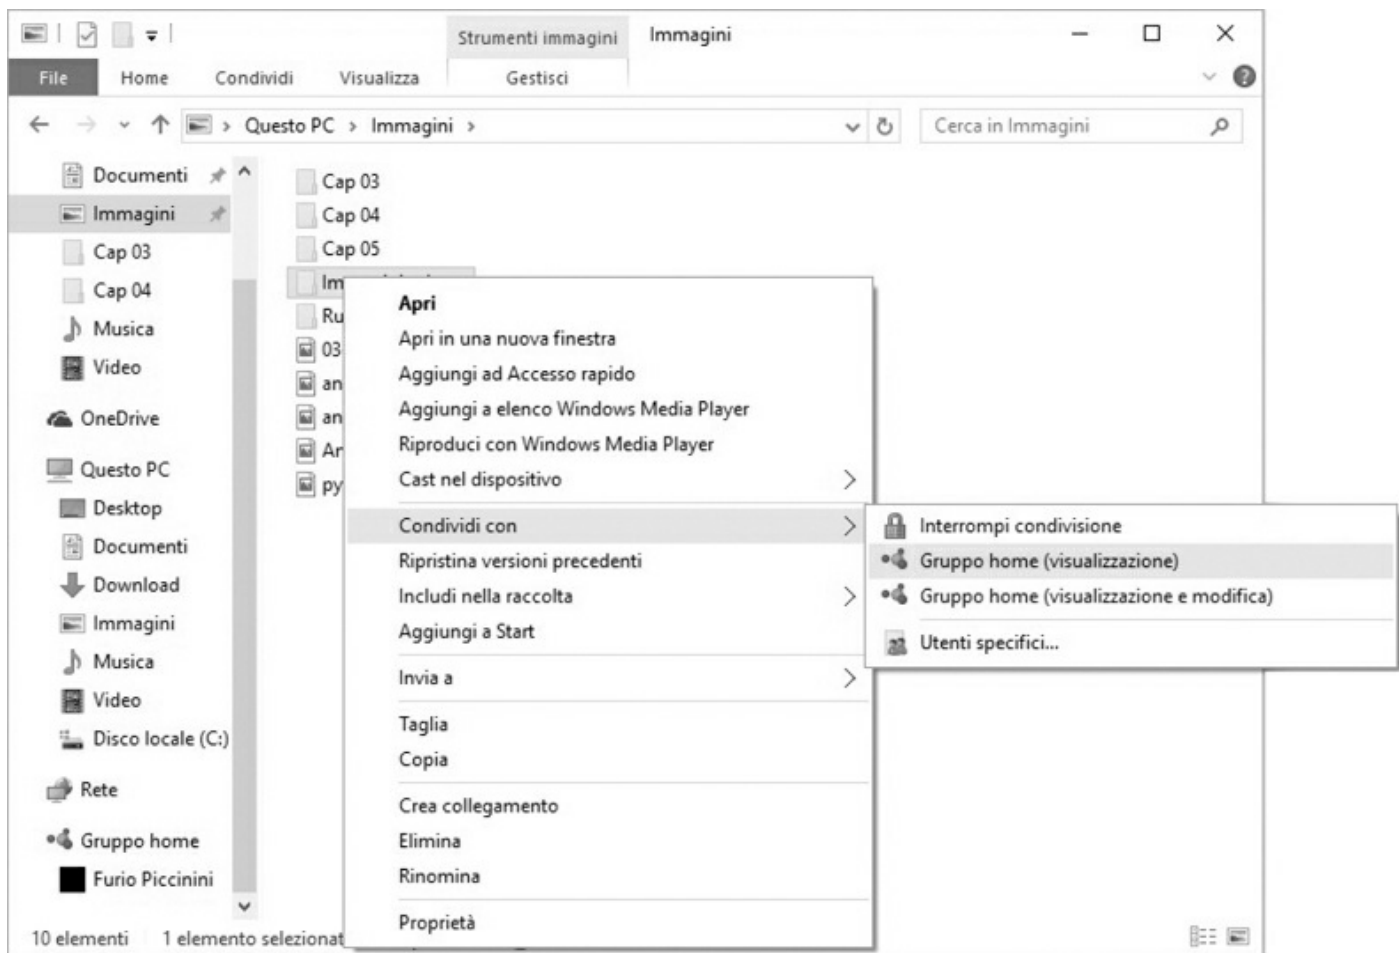 Strumenti immagini
Immagini
File
Home
Condividi
Visualizza
Gestisci
Questo PC > Immagini >
Cerca in Immagini
Documenti
Immagini
Cap 03
Cap 04
Musica
Video
OneDrive
Questo PC
Desktop
Documenti
Download
Immagini
Musica
Video
Disco locale (C:)
Rete
Gruppo home
Furio Piccinini
Cap 03
Cap 04
Cap 05
Im
Ru
03
an
an
Ar
py
Apri
Apri in una nuova finestra
Aggiungi ad Accesso rapido
Aggiungi a elenco Windows Media Player
Riproduci con Windows Media Player
Cast nel dispositivo
Condividi con
Ripristina versioni precedenti
Includi nella raccolta
Aggiungi a Start
Invia a
Taglia
Copia
Crea collegamento
Elimina
Rinomina
Proprietà
Interrompi condivisione
Gruppo home (visualizzazione)
Gruppo home (visualizzazione e modifica)
Utenti specifici...
10 elementi
1 elemento selezionat